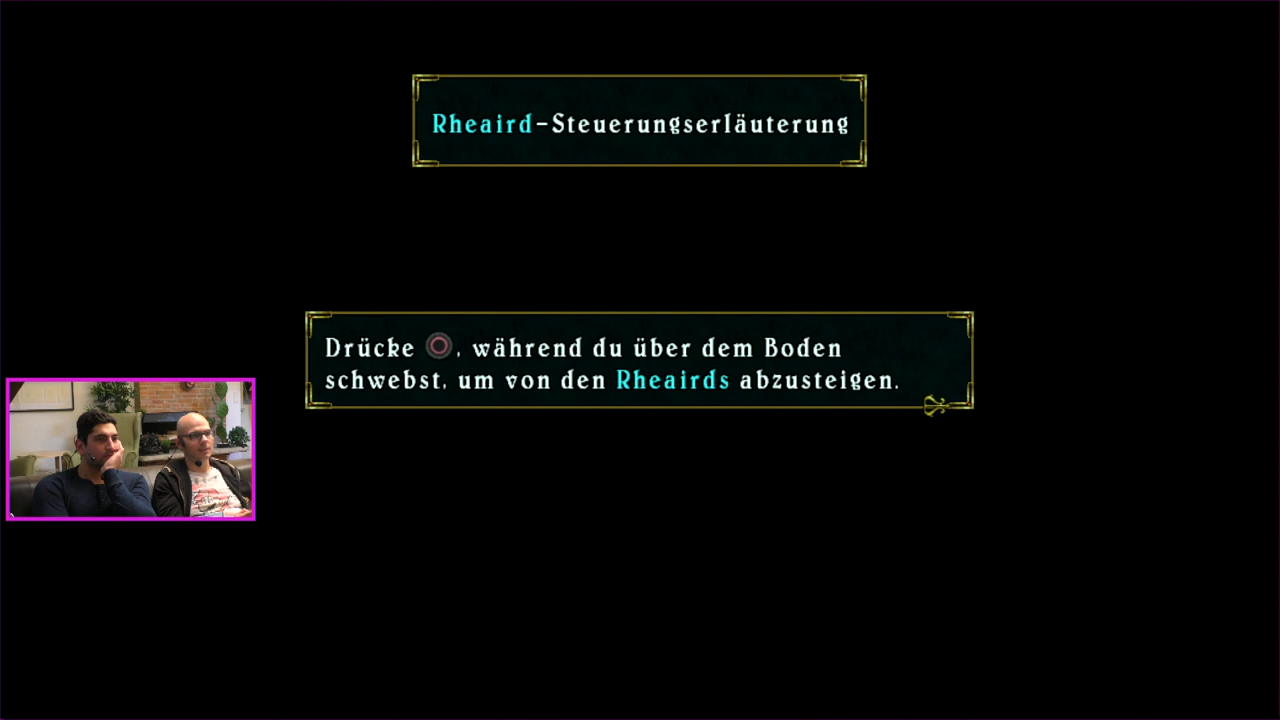 Rheaird-Steuerungserläuterung
Drücke , während du über dem Boden
schwebst, um von den Rheairds abzusteigen.